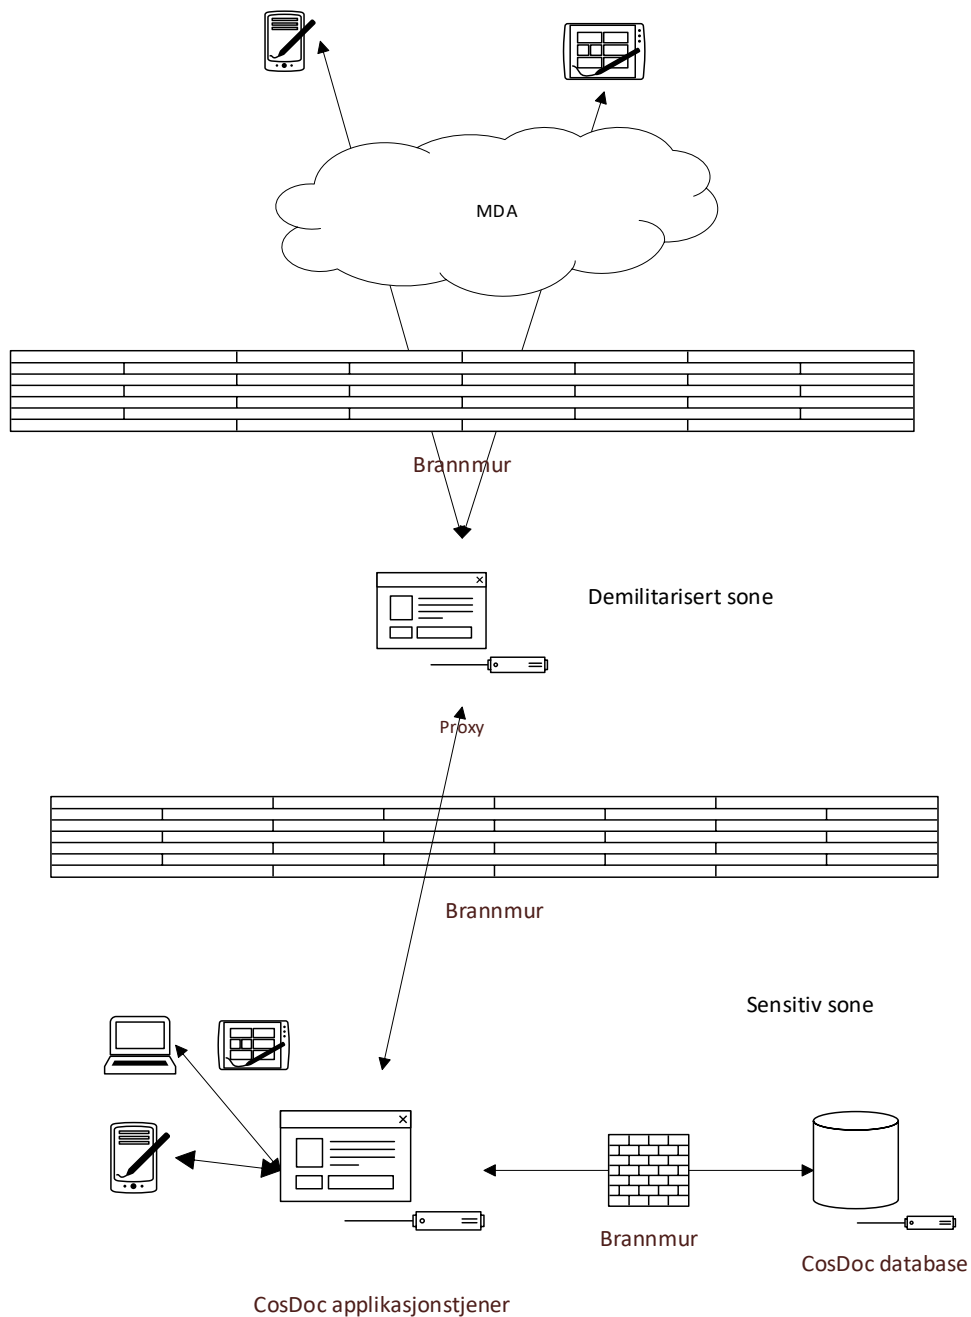 MDA
Brannmur
Demilitarisert sone
Proxy
Brannmur
Sensitiv sone
Brannmur
CosDoc database
CosDoc applikasjonstjener